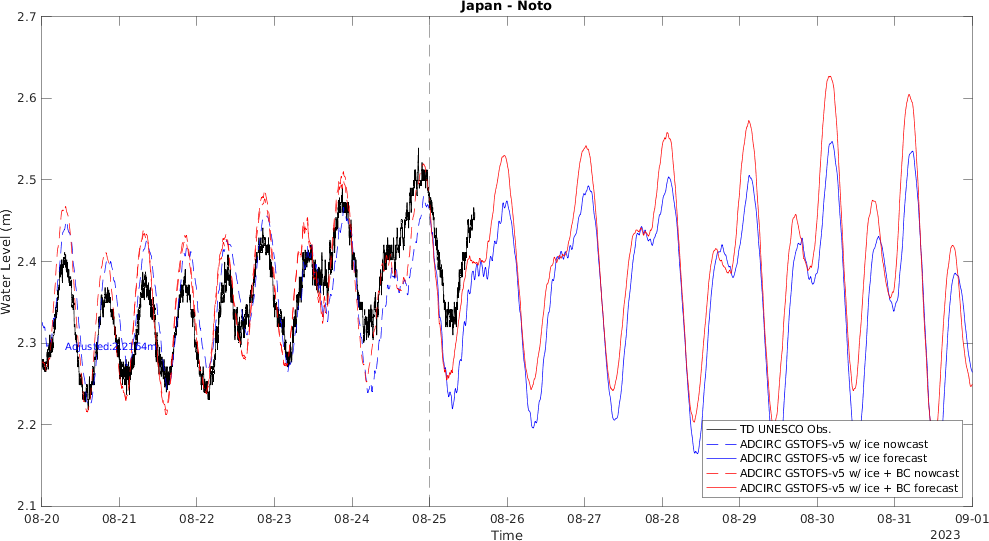 Japan - Noto
2.7
2.6
2.5
2.4
2.3
2.2
2.1
Water Level (m)
TD UNESCO Obs.
ADCIRC GSTOFS-v5 w/ ice nowcast
ADCIRC GSTOFS-v5 w/ ice forecast
ADCIRC GSTOFS-v5 w/ ice + BC nowcast
ADCIRC GSTOFS-v5 w/ ice + BC forecast
08-20 08-21 08-22 08-23 08-24 08-25 08-26 08-27 08-28 08-29 08-30 08-31 09-01
Time
2023